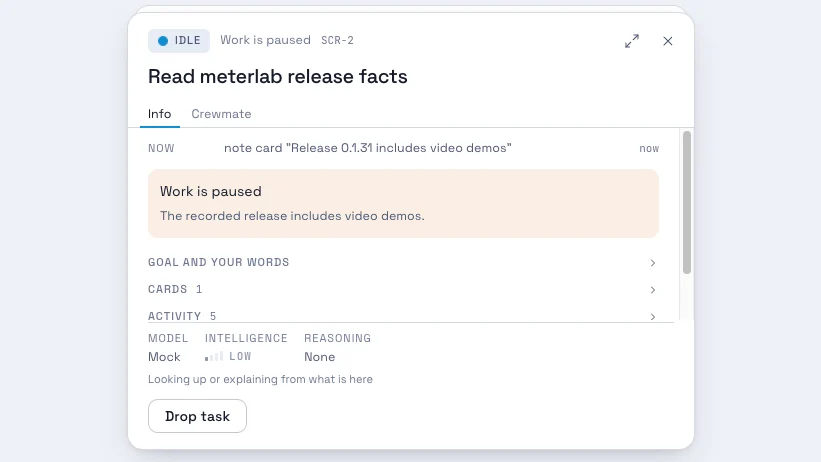 IDLE Work is paused SCR-2
Read meterlab release facts
Info Crewmate
NOW note card "Release 0.1.31 includes video demos" now
Work is paused
The recorded release includes video demos.
GOAL AND YOUR WORDS
CARDS 1
ACTIVITY 5
MODEL INTELLIGENCE REASONING
Mock LOW None
Looking up or explaining from what is here
Drop task